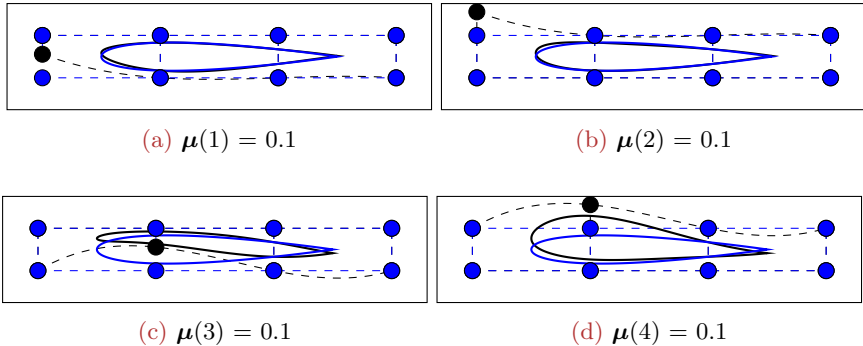 (a) μ(1) = 0.1
(b) μ(2) = 0.1
(c) μ(3) = 0.1
(d) μ(4) = 0.1